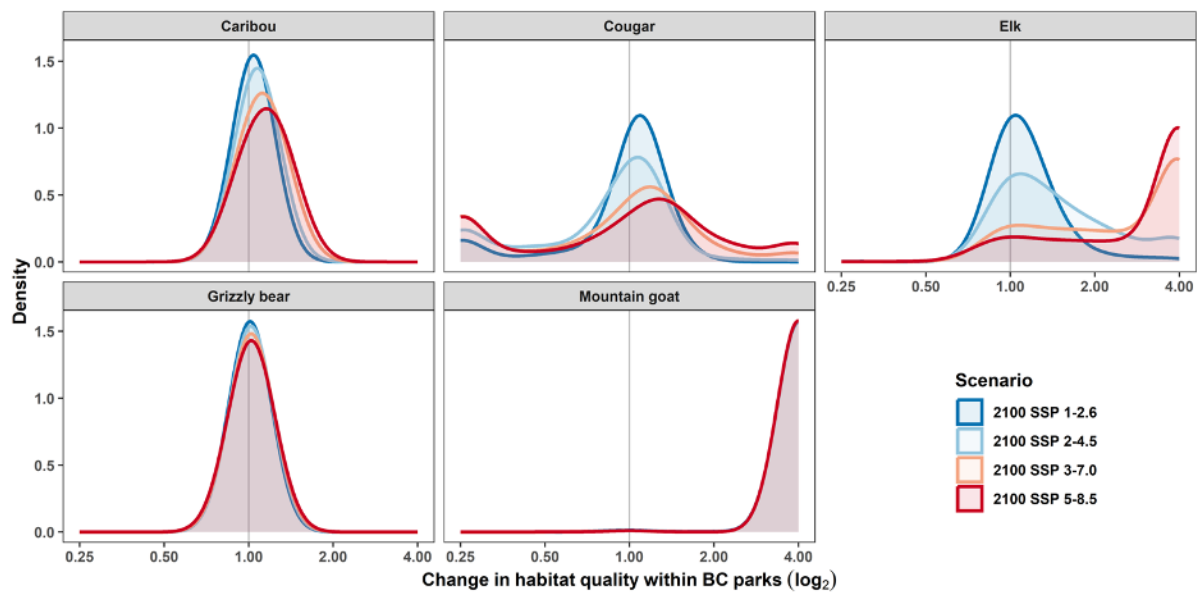 Caribou
Cougar
Elk
1.5
1.0
0.5
0.0
0.25 0.50 1.00 2.00 4.00
Density
Grizzly bear
Mountain goat
1.5
1.0
0.5
0.0
0.25 0.50 1.00 2.00 4.00
0.25 0.50 1.00 2.00 4.00
Change in habitat quality within BC parks (log₂)
Scenario
2100 SSP 1-2.6
2100 SSP 2-4.5
2100 SSP 3-7.0
2100 SSP 5-8.5